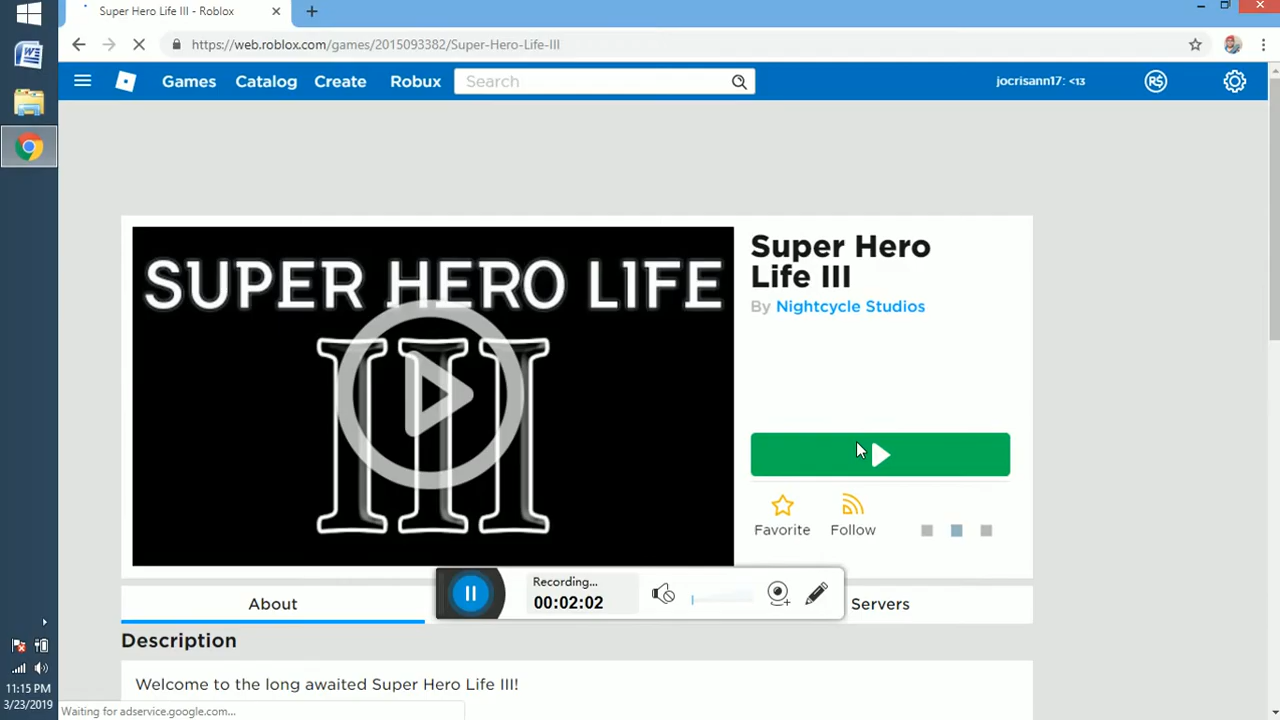 Super Hero Life III - Roblox
https://web.roblox.com/games/2015093382/Super-Hero-Life-III
Games Catalog Create Robux Search jocrisann17: <13
SUPER HERO LIFE
III
Super Hero
Life III
By Nightcycle Studios
Favorite Follow
Recording...
00:02:02
About Servers
Description
Welcome to the long awaited Super Hero Life III!
11:15 PM
3/23/2019
Waiting for adservice.google.com...